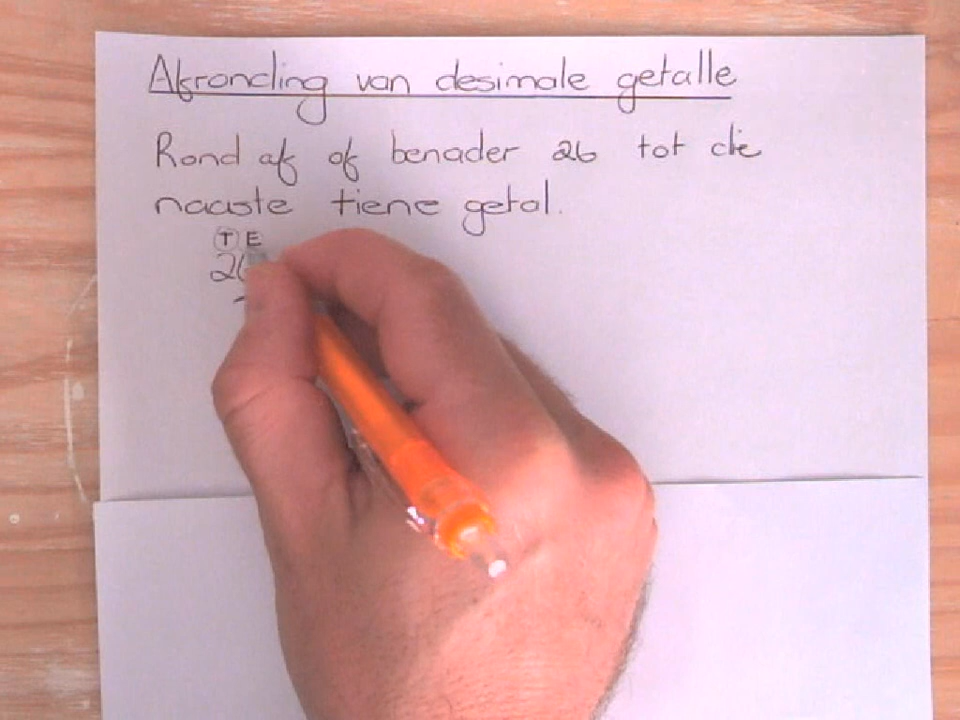 Afronding van desimale getalle
Rond af of benader 26 tot die
naaste tiene getal.
T E
26